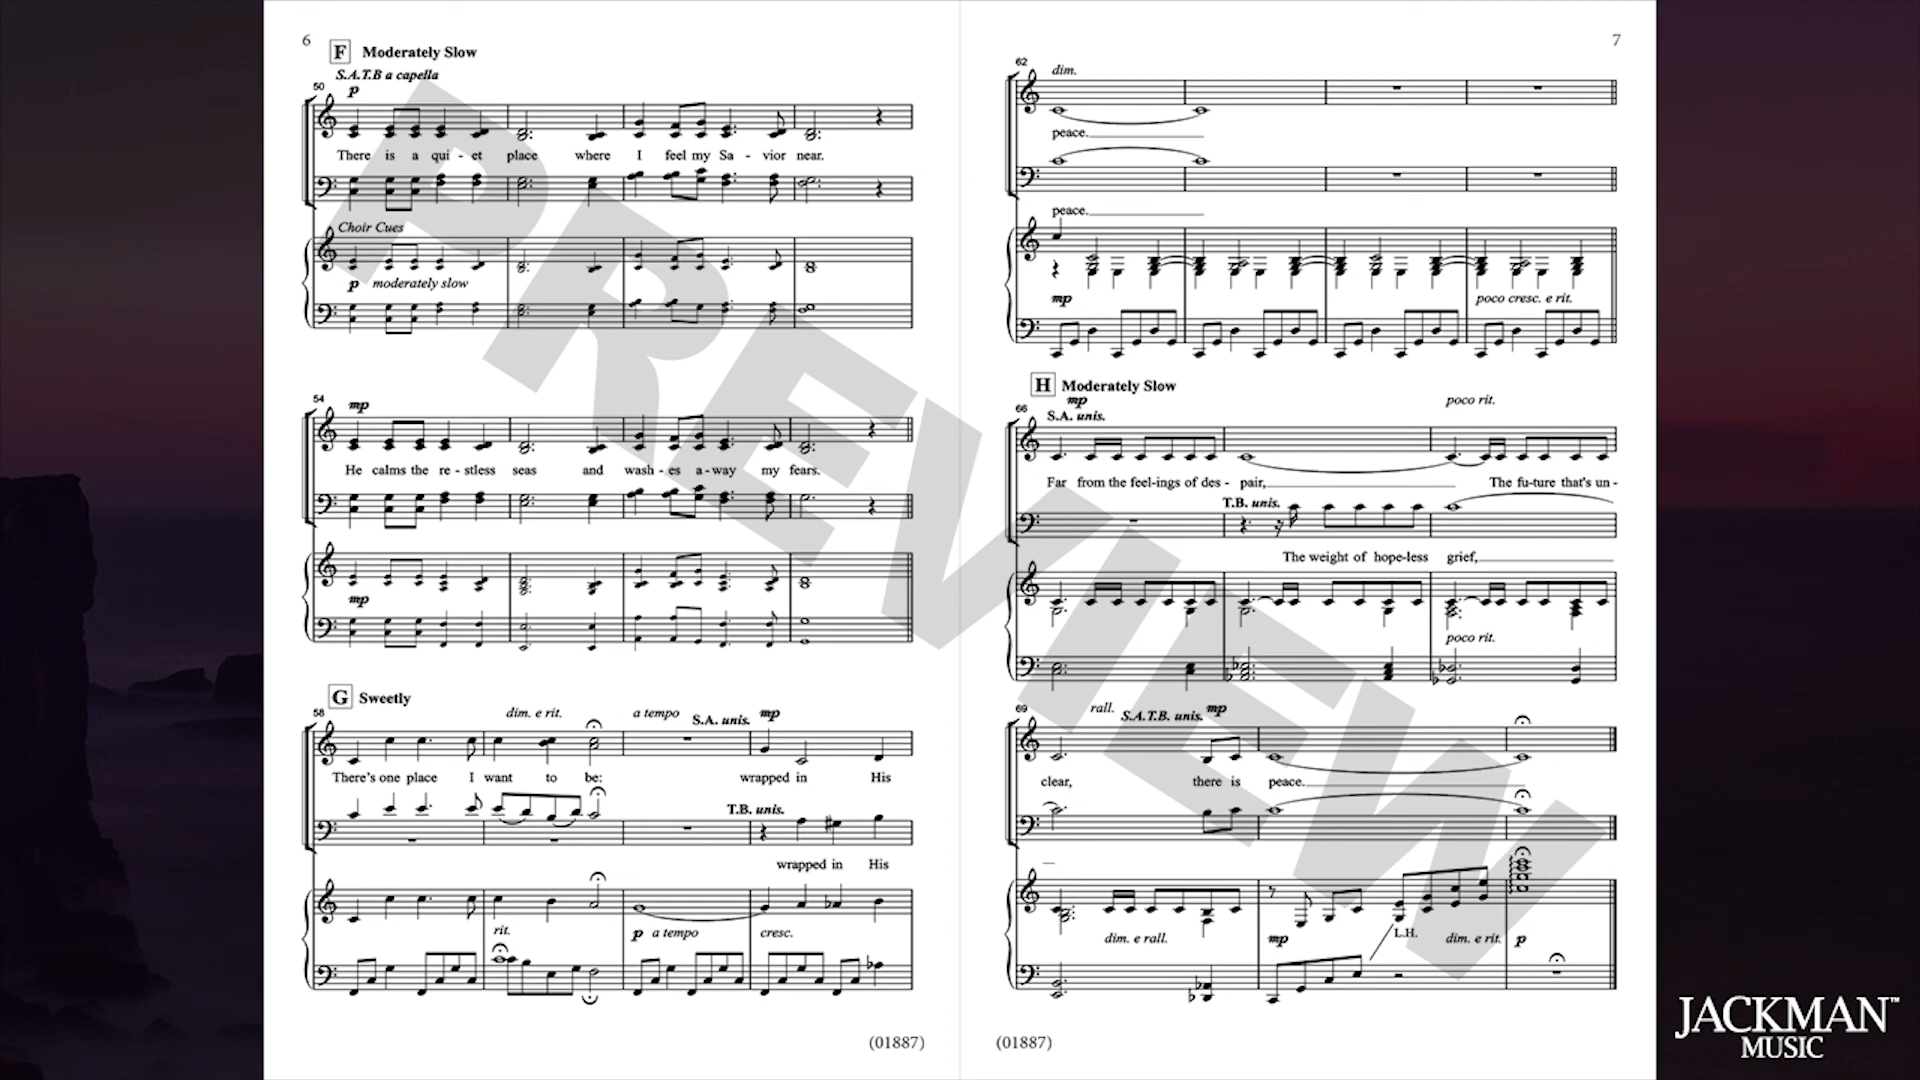 6
F Moderately Slow
S.A.T.B a capella
50
p
There is a qui - et place where I feel my Sa - vior near.
Choir Cues
p moderately slow
54
mp
He calms the re - stless seas and wash - es a - way my fears.
mp
G Sweetly
58
dim. e rit. a tempo S.A. unis. mp
There's one place I want to be: wrapped in His
T.B. unis.
wrapped in His
rit. p a tempo cresc.
(01887)
7
62
dim.
peace.
peace.
mp poco cresc. e rit.
H Moderately Slow
mp poco rit.
66
S.A. unis.
Far from the feel-ings of des - pair, The fu-ture that's un -
T.B. unis.
The weight of hope-less grief,
poco rit.
69
rall. S.A.T.B. unis. mp
clear, there is peace.
L.H.
dim. e rall. mp dim. e rit. p
(01887)
PREVIEW
JACKMAN™
MUSIC